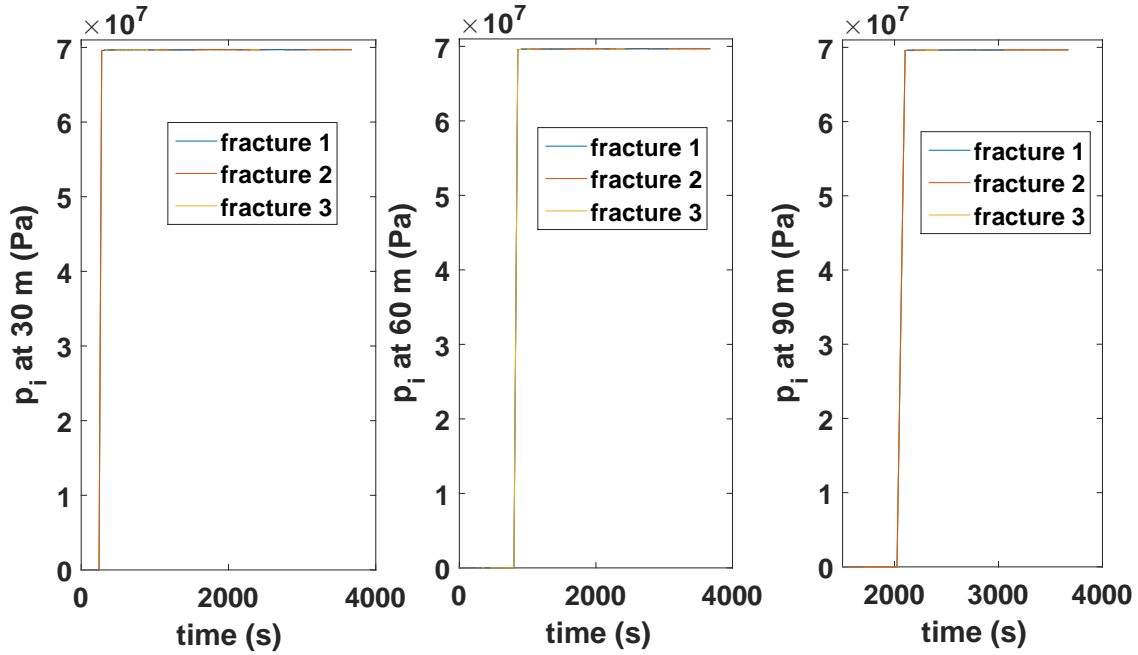 ×10^7
7
6
5
4
3
2
1
0
0 2000 4000
time (s)
p_i at 30 m (Pa)
fracture 1
fracture 2
fracture 3
×10^7
7
6
5
4
3
2
1
0
0 2000 4000
time (s)
p_i at 60 m (Pa)
fracture 1
fracture 2
fracture 3
×10^7
7
6
5
4
3
2
1
0
2000 3000 4000
time (s)
p_i at 90 m (Pa)
fracture 1
fracture 2
fracture 3